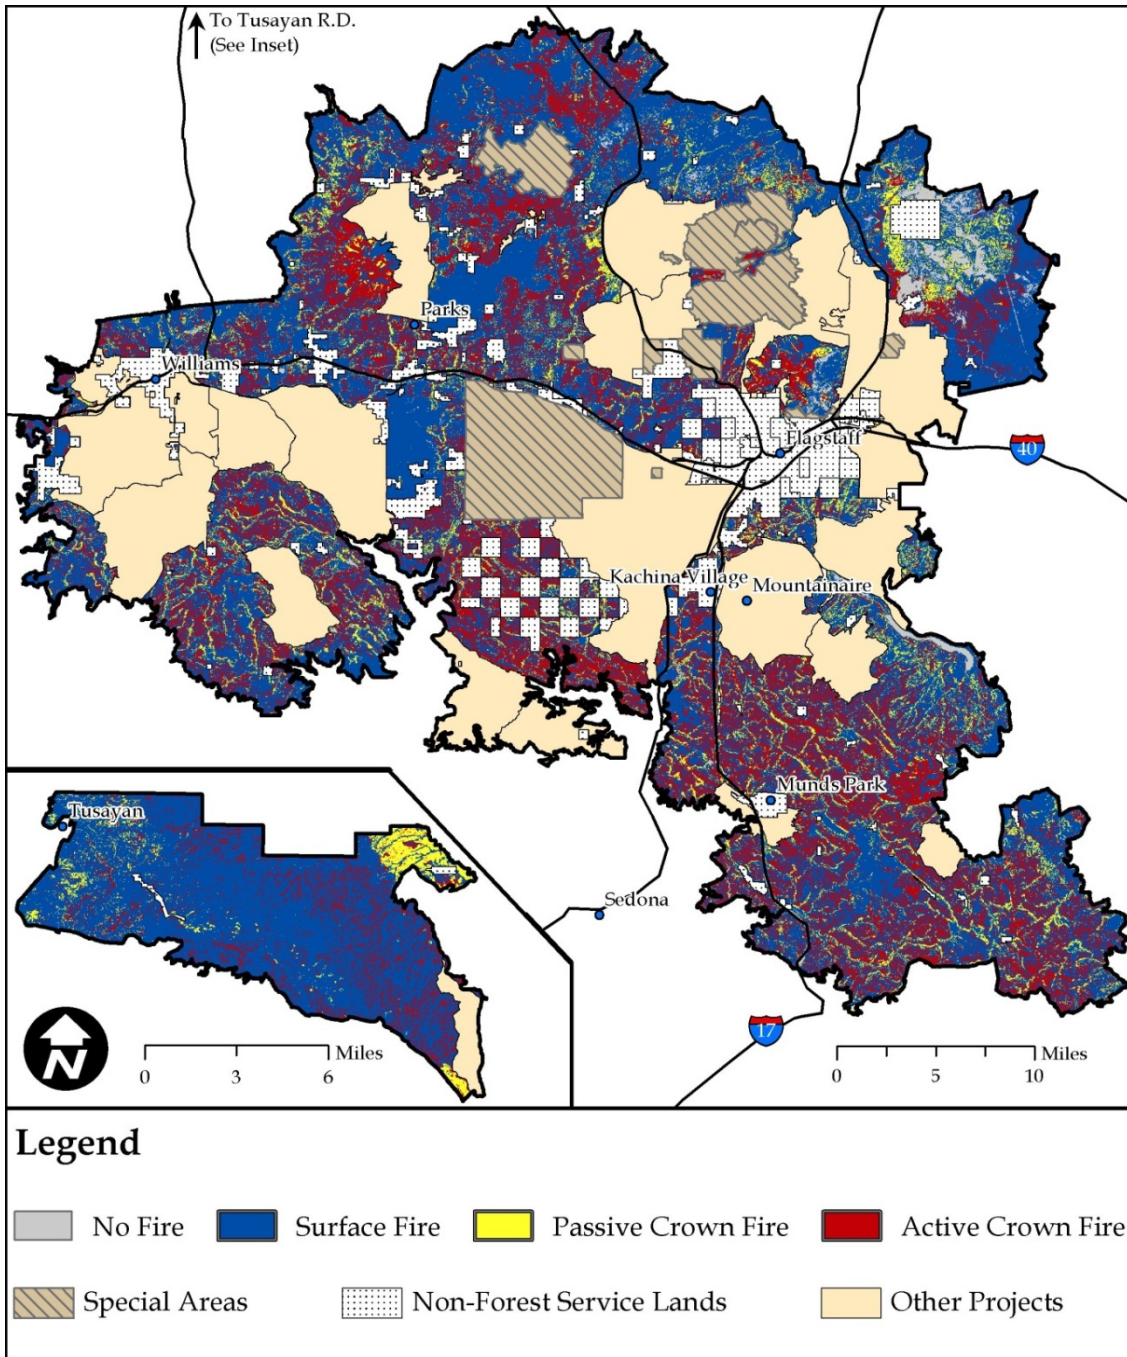 To Tusayan R.D.
(See Inset)
Parks
Williams
Flagstaff
40
Kachina Village
Mountainaire
Munds Park
Tusayan
Sedona
17
N
Miles
0 3 6
Miles
0 5 10
Legend
No Fire Surface Fire Passive Crown Fire Active Crown Fire
Special Areas Non-Forest Service Lands Other Projects